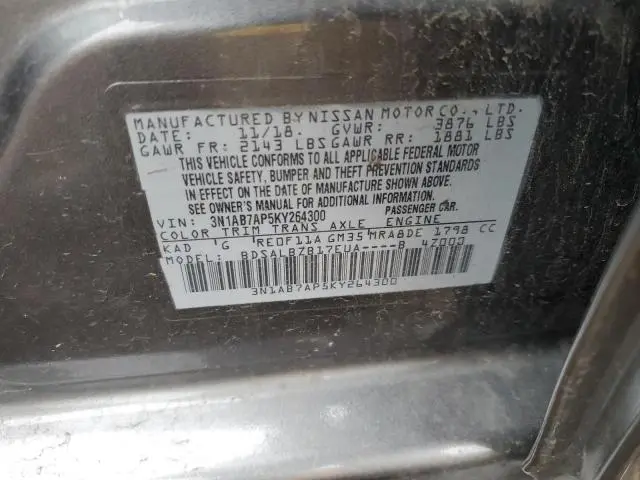 MANUFACTURED BY NISSAN MOTOR CO., LTD.
DATE: 11/18. GVWR: 3876 LBS
GAWR FR: 2143 LBS GAWR RR: 1881 LBS
THIS VEHICLE CONFORMS TO ALL APPLICABLE FEDERAL MOTOR
VEHICLE SAFETY, BUMPER AND THEFT PREVENTION STANDARDS
IN EFFECT ON THE DATE OF MANUFACTURE SHOWN ABOVE.
SEE OWNER'S MANUAL FOR ADDITIONAL INFORMATION.
VIN: 3N1AB7AP5KY264300 PASSENGER CAR.
COLOR TRIM TRANS AXLE ENGINE
KAD 'G RE0F11A GM35 MRA8DE 1798 CC
MODEL: BDSALBZB17EUA----B 4Z000
3N1AB7AP5KY264300